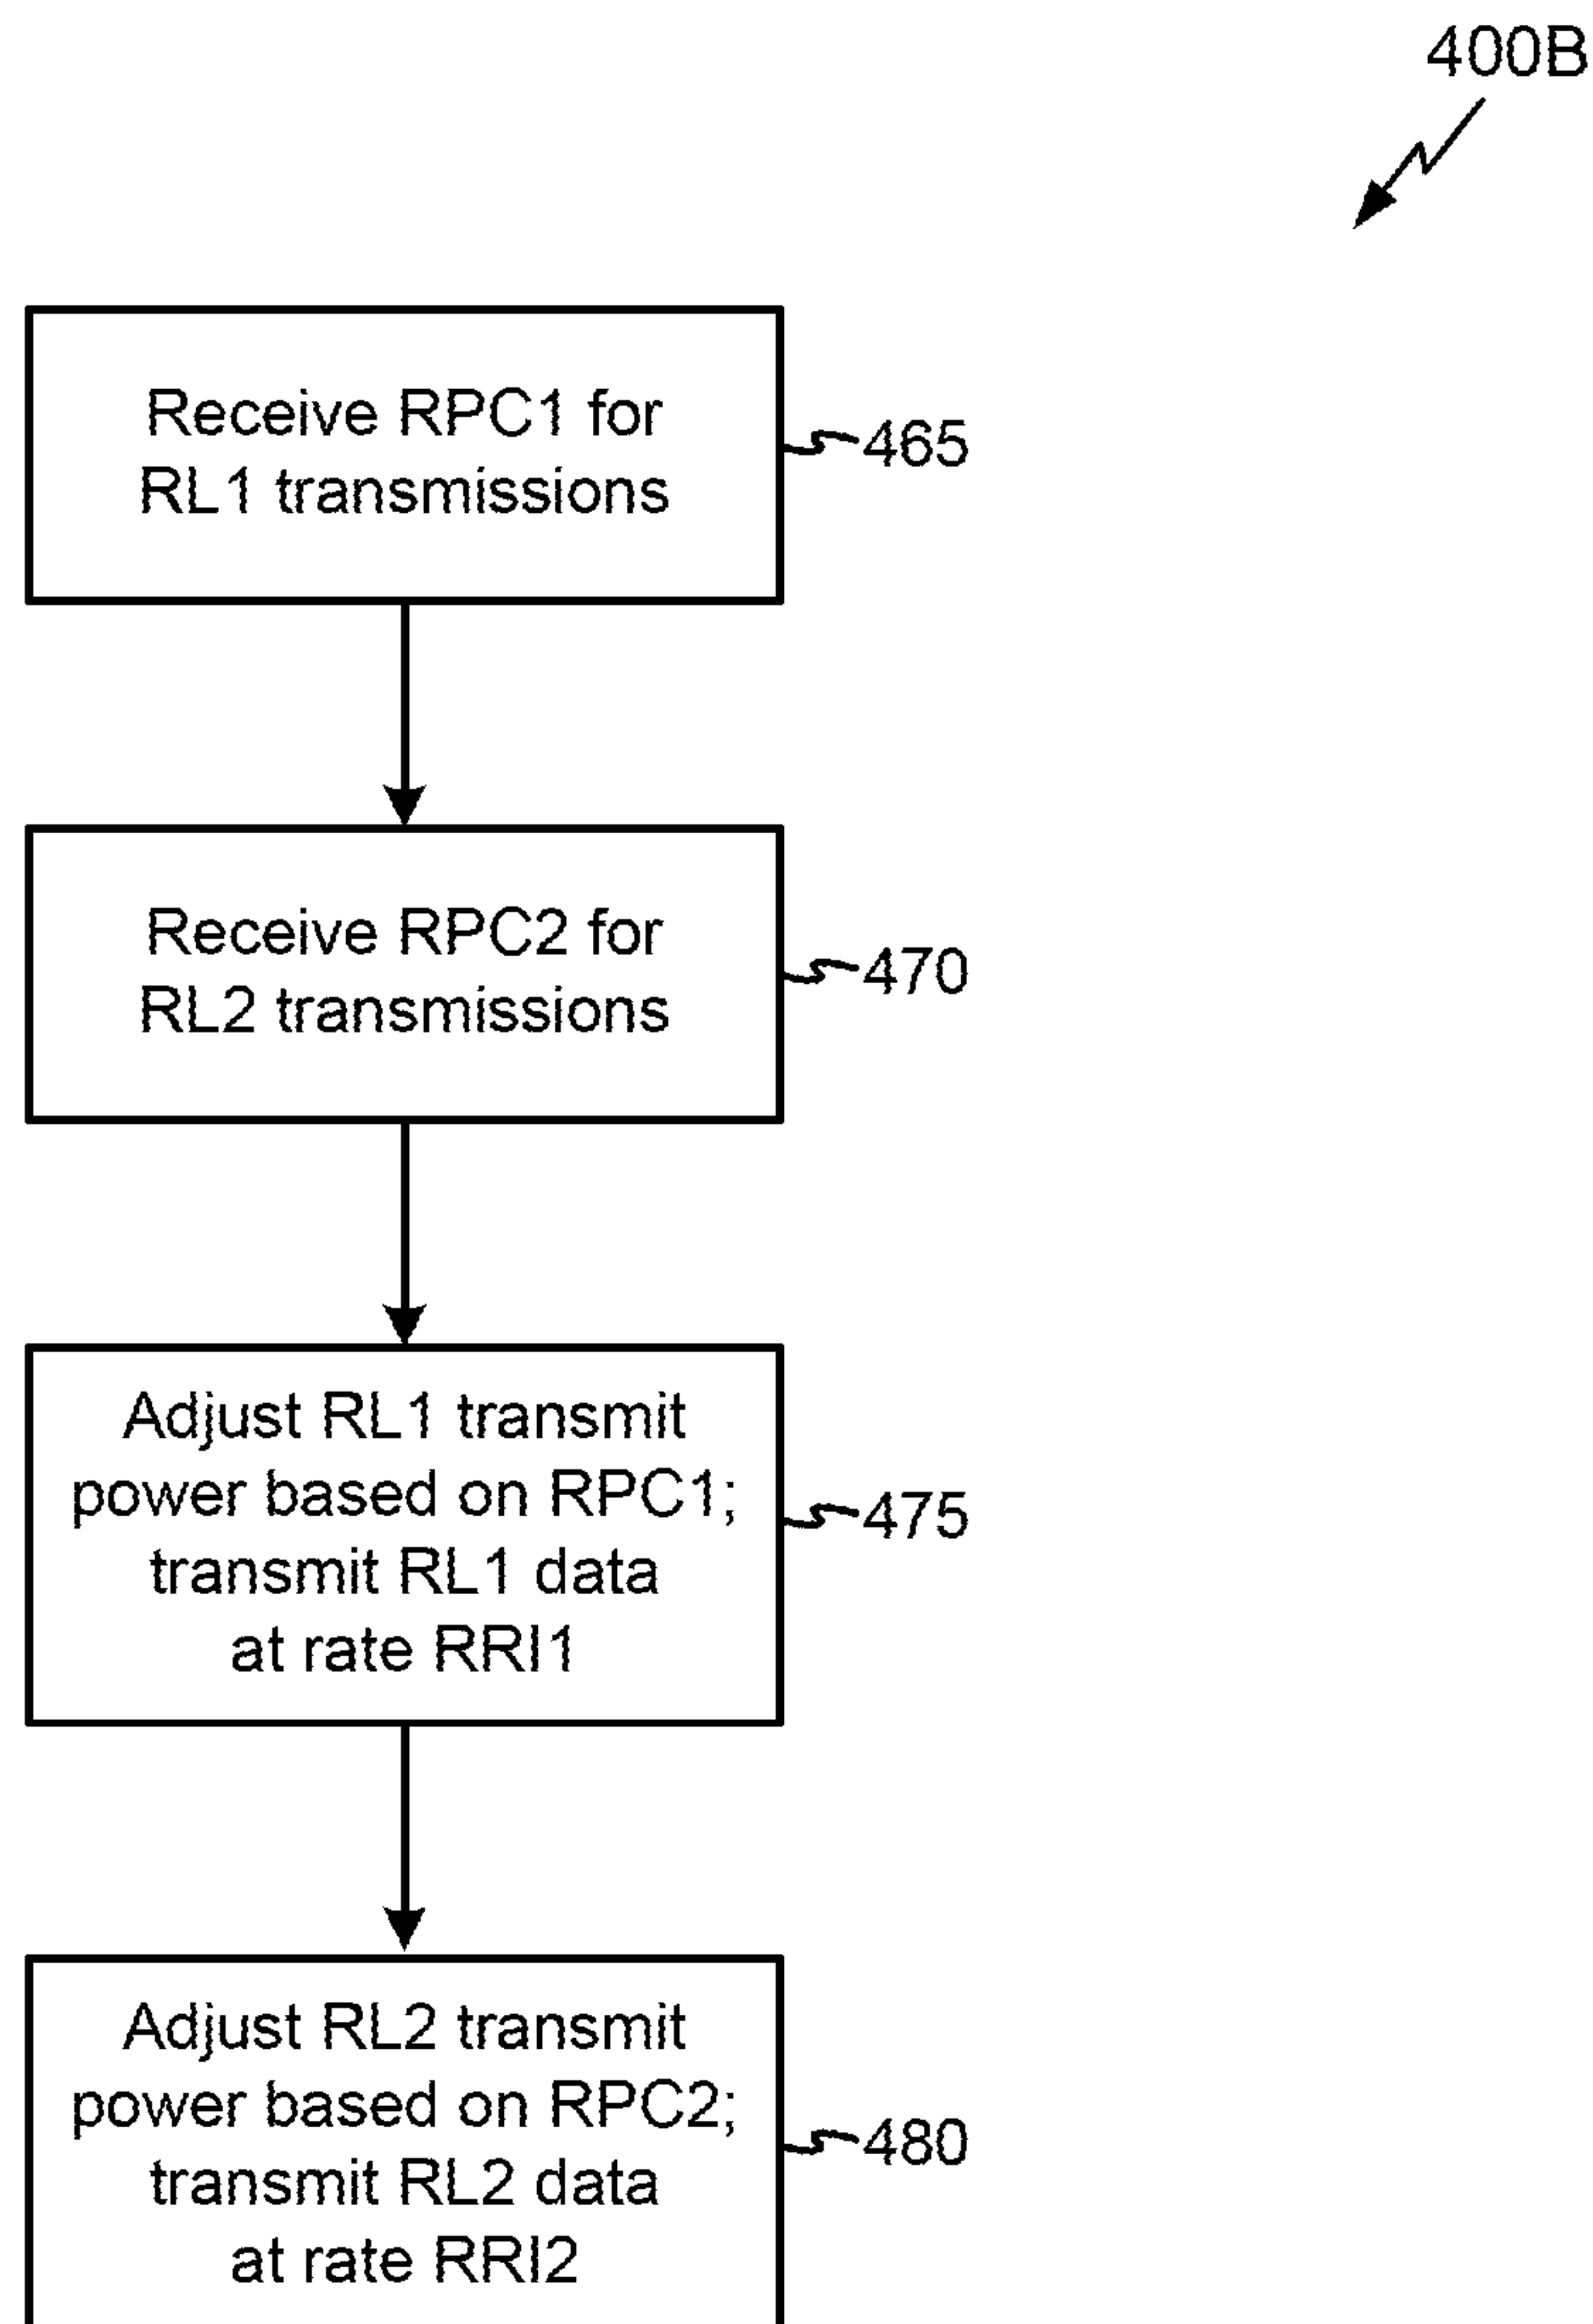 400B
Receive RPC1 for
RL1 transmissions
465
Receive RPC2 for
RL2 transmissions
470
Adjust RL1 transmit
power based on RPC1;
transmit RL1 data
at rate RRI1
475
Adjust RL2 transmit
power based on RPC2;
transmit RL2 data
at rate RRI2
480